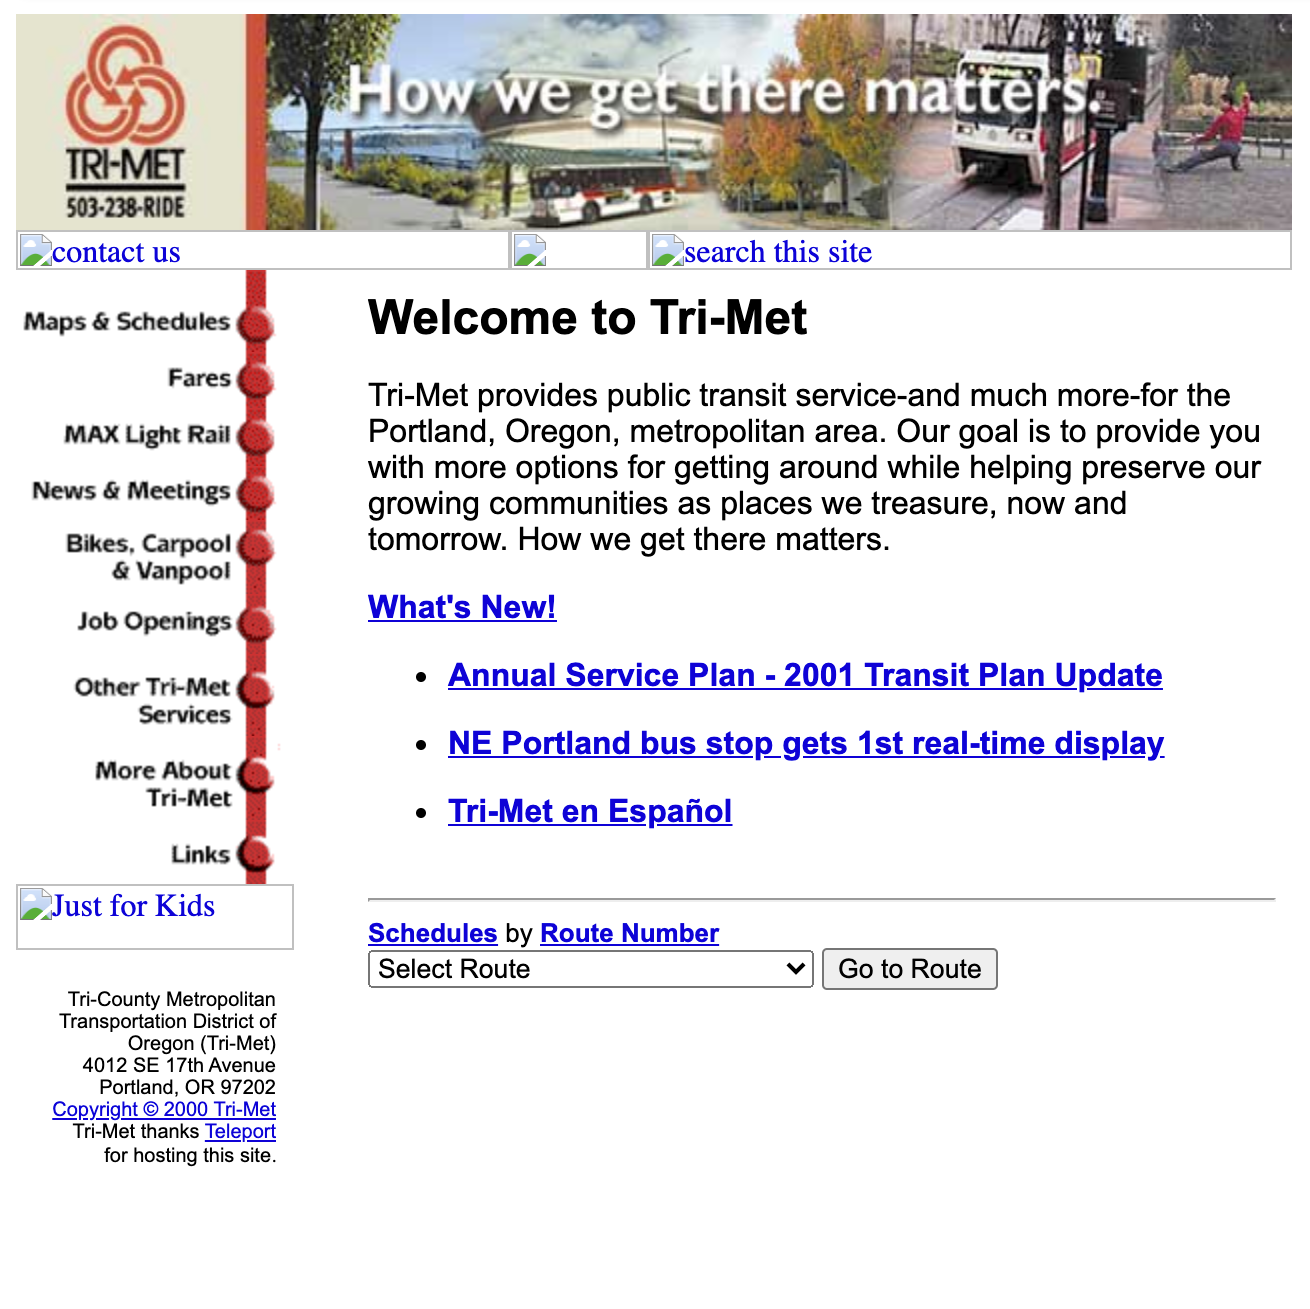 TRI-MET
503-238-RIDE
How we get there matters.
contact us
search this site
Maps & Schedules
Fares
MAX Light Rail
News & Meetings
Bikes, Carpool
& Vanpool
Job Openings
Other Tri-Met
Services
More About
Tri-Met
Links
Just for Kids
Tri-County Metropolitan
Transportation District of
Oregon (Tri-Met)
4012 SE 17th Avenue
Portland, OR 97202
Copyright © 2000 Tri-Met
Tri-Met thanks Teleport
for hosting this site.
Welcome to Tri-Met
Tri-Met provides public transit service-and much more-for the
Portland, Oregon, metropolitan area. Our goal is to provide you
with more options for getting around while helping preserve our
growing communities as places we treasure, now and
tomorrow. How we get there matters.
What's New!
Annual Service Plan - 2001 Transit Plan Update
NE Portland bus stop gets 1st real-time display
Tri-Met en Español
Schedules by Route Number
Select Route Go to Route